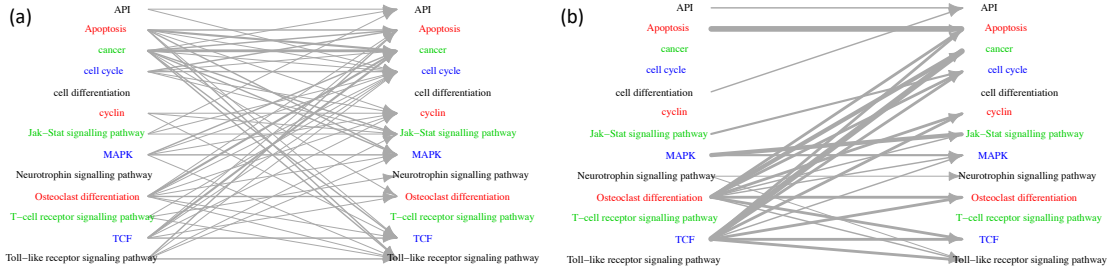 (a)
API
Apoptosis
cancer
cell cycle
cell differentiation
cyclin
Jak−Stat signalling pathway
MAPK
Neurotrophin signalling pathway
Osteoclast differentiation
T−cell receptor signalling pathway
TCF
Toll−like receptor signaling pathway
API
Apoptosis
cancer
cell cycle
cell differentiation
cyclin
Jak−Stat signalling pathway
MAPK
Neurotrophin signalling pathway
Osteoclast differentiation
T−cell receptor signalling pathway
TCF
Toll−like receptor signaling pathway
(b)
API
Apoptosis
cancer
cell cycle
cell differentiation
cyclin
Jak−Stat signalling pathway
MAPK
Neurotrophin signalling pathway
Osteoclast differentiation
T−cell receptor signalling pathway
TCF
Toll−like receptor signaling pathway
API
Apoptosis
cancer
cell cycle
cell differentiation
cyclin
Jak−Stat signalling pathway
MAPK
Neurotrophin signalling pathway
Osteoclast differentiation
T−cell receptor signalling pathway
TCF
Toll−like receptor signaling pathway